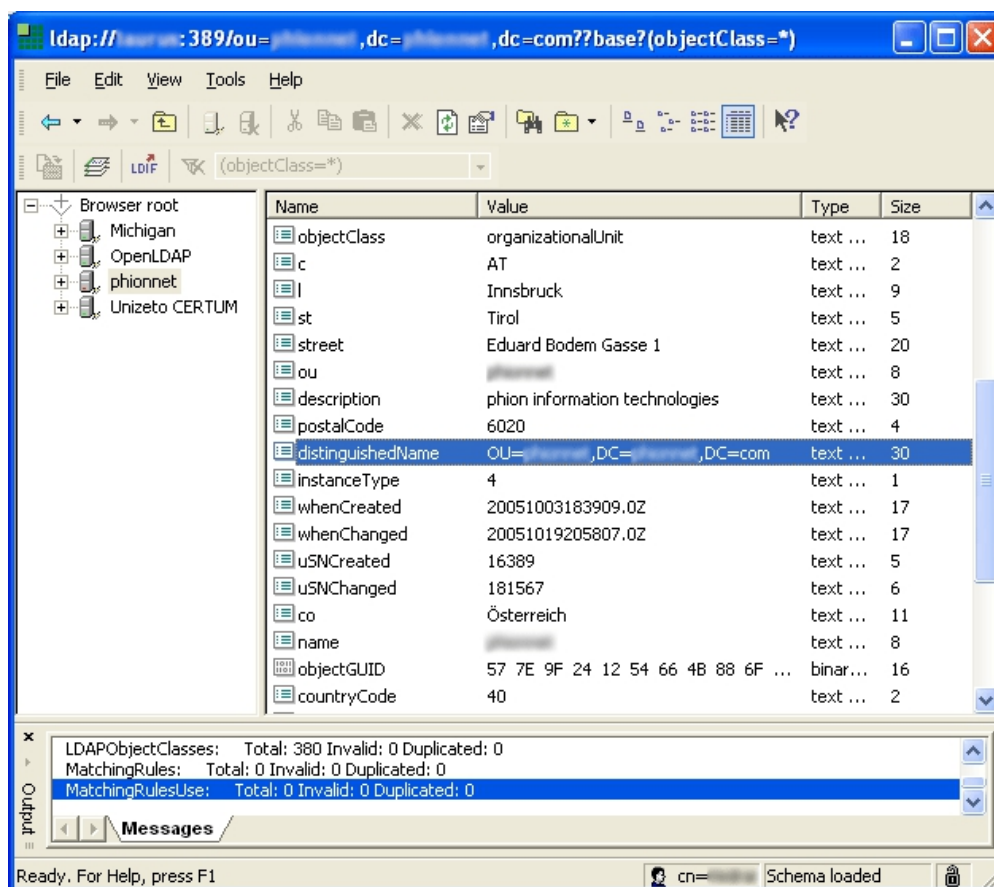 ldap:// :389/ou= ,dc= ,dc=com??base?(objectClass=*)
File Edit View Tools Help
LDIF (objectClass=*)
Browser root
Michigan
OpenLDAP
phionnet
Unizeto CERTUM
Name Value Type Size
objectClass organizationalUnit text ... 18
c AT text ... 2
l Innsbruck text ... 9
st Tirol text ... 5
street Eduard Bodem Gasse 1 text ... 20
ou text ... 8
description phion information technologies text ... 30
postalCode 6020 text ... 4
distinguishedName OU= ,DC= ,DC=com text ... 30
instanceType 4 text ... 1
whenCreated 20051003183909.0Z text ... 17
whenChanged 20051019205807.0Z text ... 17
uSNCreated 16389 text ... 5
uSNChanged 181567 text ... 6
co Österreich text ... 11
name text ... 8
objectGUID 57 7E 9F 24 12 54 66 4B 88 6F ... binar... 16
countryCode 40 text ... 2
Output
LDAPObjectClasses: Total: 380 Invalid: 0 Duplicated: 0
MatchingRules: Total: 0 Invalid: 0 Duplicated: 0
MatchingRulesUse: Total: 0 Invalid: 0 Duplicated: 0
Messages
Ready. For Help, press F1 cn= Schema loaded